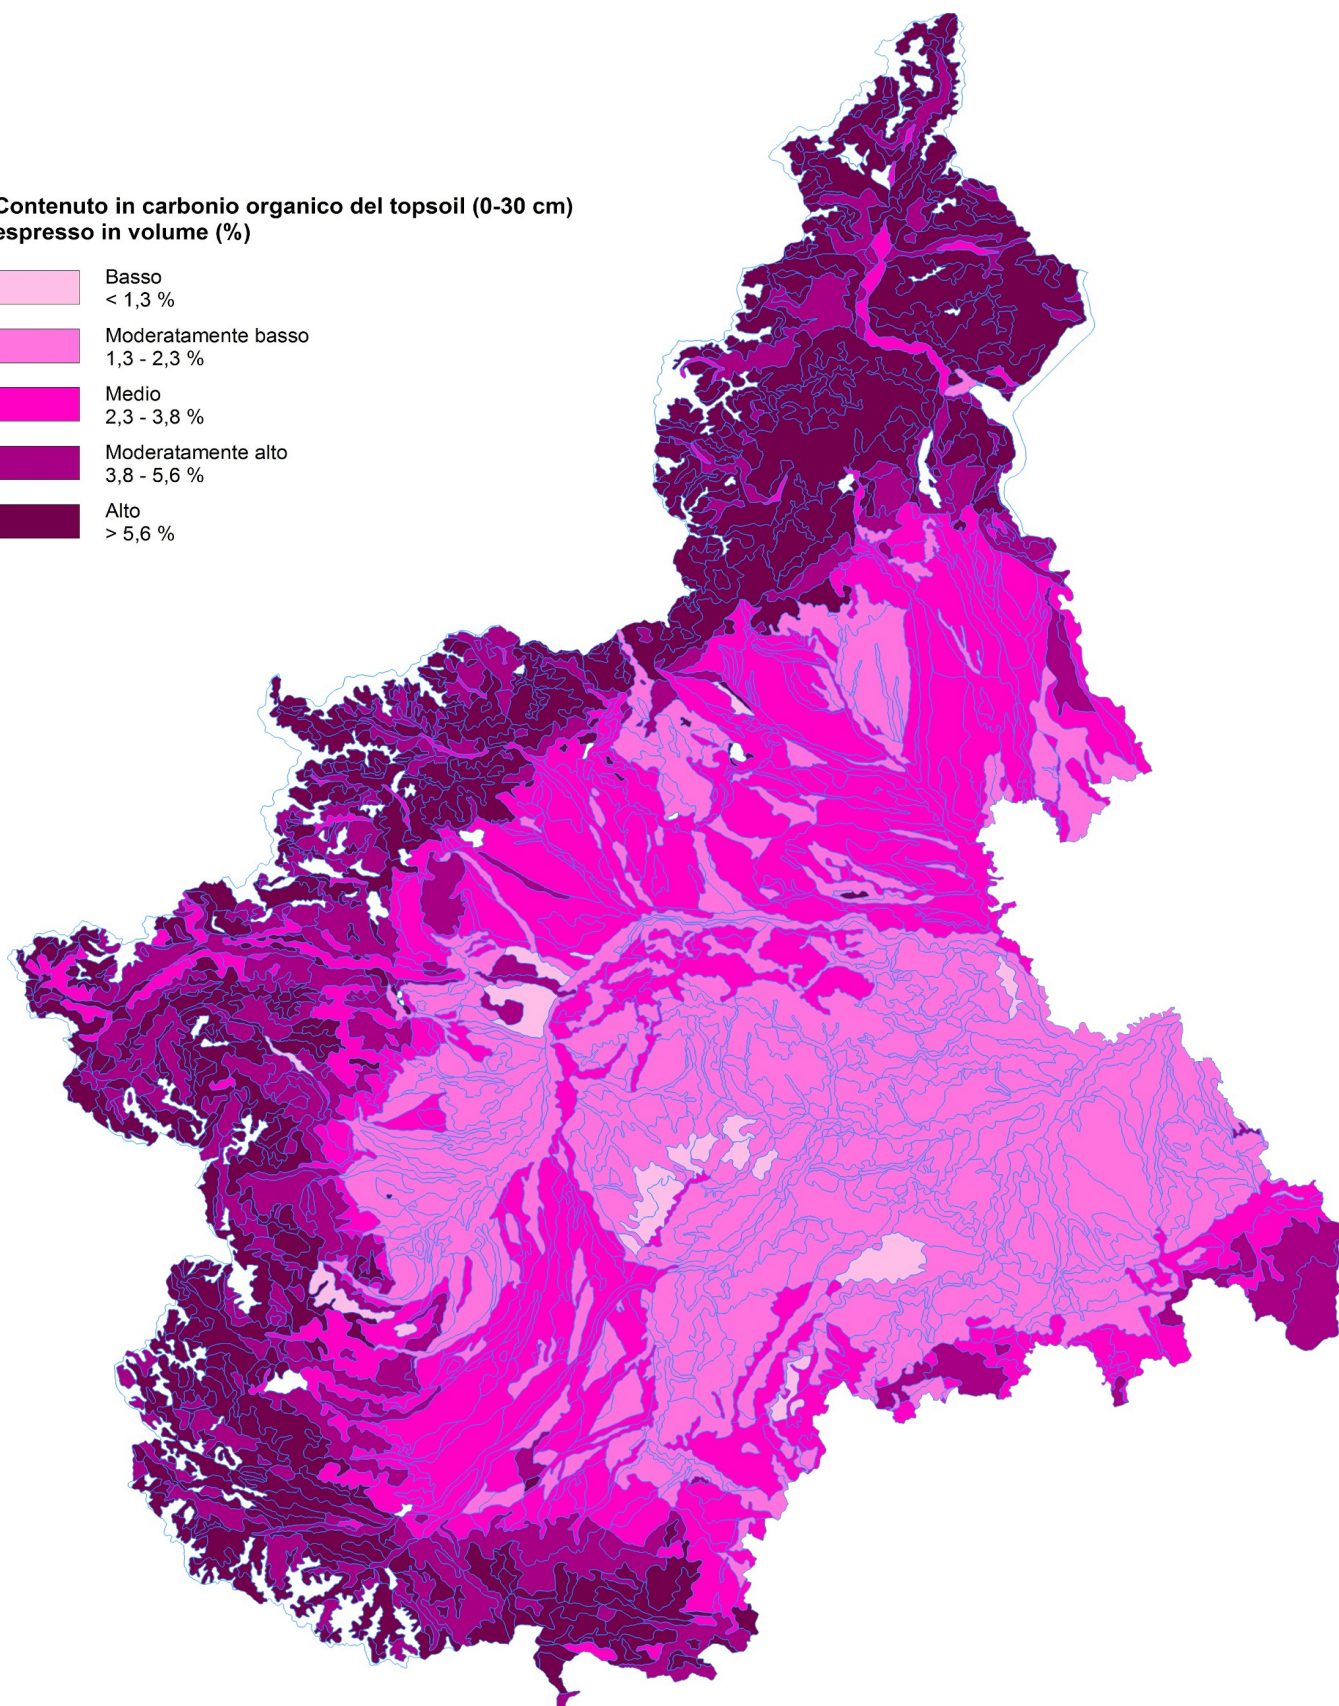 Contenuto in carbonio organico del topsoil (0-30 cm)
espresso in volume (%)
Basso
< 1,3 %
Moderatamente basso
1,3 - 2,3 %
Medio
2,3 - 3,8 %
Moderatamente alto
3,8 - 5,6 %
Alto
> 5,6 %